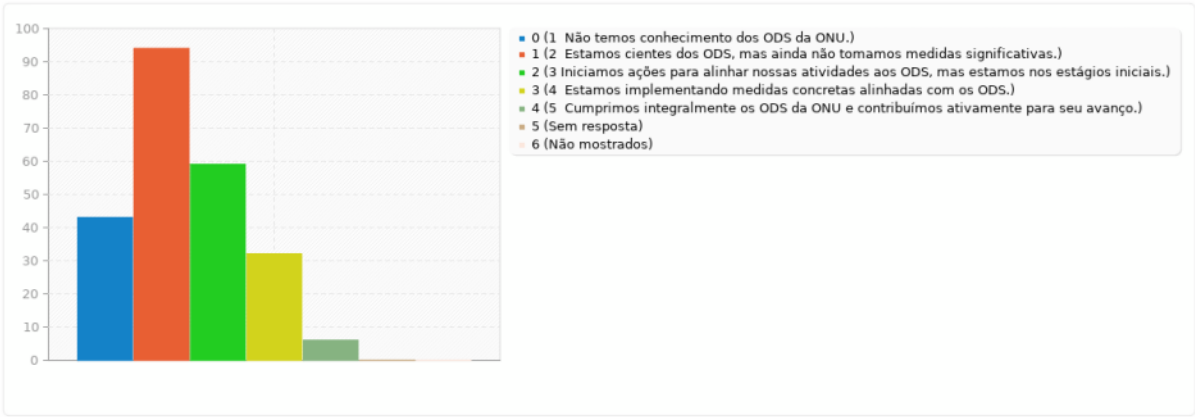 100
90
80
70
60
50
40
30
20
10
0
0 (1  Não temos conhecimento dos ODS da ONU.)
1 (2  Estamos cientes dos ODS, mas ainda não tomamos medidas significativas.)
2 (3 Iniciamos ações para alinhar nossas atividades aos ODS, mas estamos nos estágios iniciais.)
3 (4  Estamos implementando medidas concretas alinhadas com os ODS.)
4 (5  Cumprimos integralmente os ODS da ONU e contribuímos ativamente para seu avanço.)
5 (Sem resposta)
6 (Não mostrados)